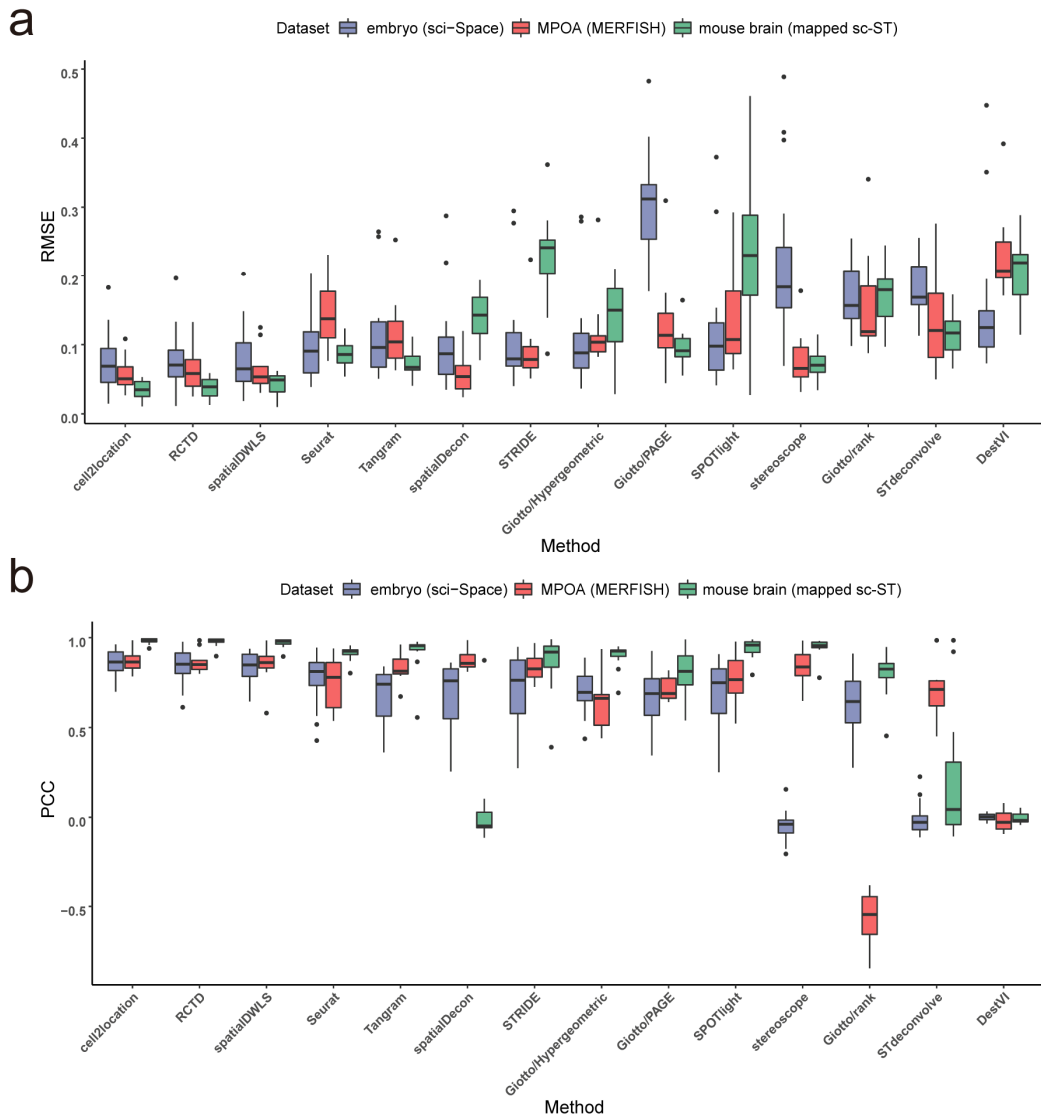 a
Dataset embryo (sci−Space) MPOA (MERFISH) mouse brain (mapped sc−ST)
0.5
0.4
0.3
0.2
0.1
0.0
RMSE
cell2location
RCTD
spatialDWLS
Seurat
Tangram
spatialDecon
STRIDE
Giotto/Hypergeometric
Giotto/PAGE
SPOTlight
stereoscope
Giotto/rank
STdeconvolve
DestVI
Method
b
Dataset embryo (sci−Space) MPOA (MERFISH) mouse brain (mapped sc−ST)
1.0
0.5
0.0
−0.5
PCC
cell2location
RCTD
spatialDWLS
Seurat
Tangram
spatialDecon
STRIDE
Giotto/Hypergeometric
Giotto/PAGE
SPOTlight
stereoscope
Giotto/rank
STdeconvolve
DestVI
Method